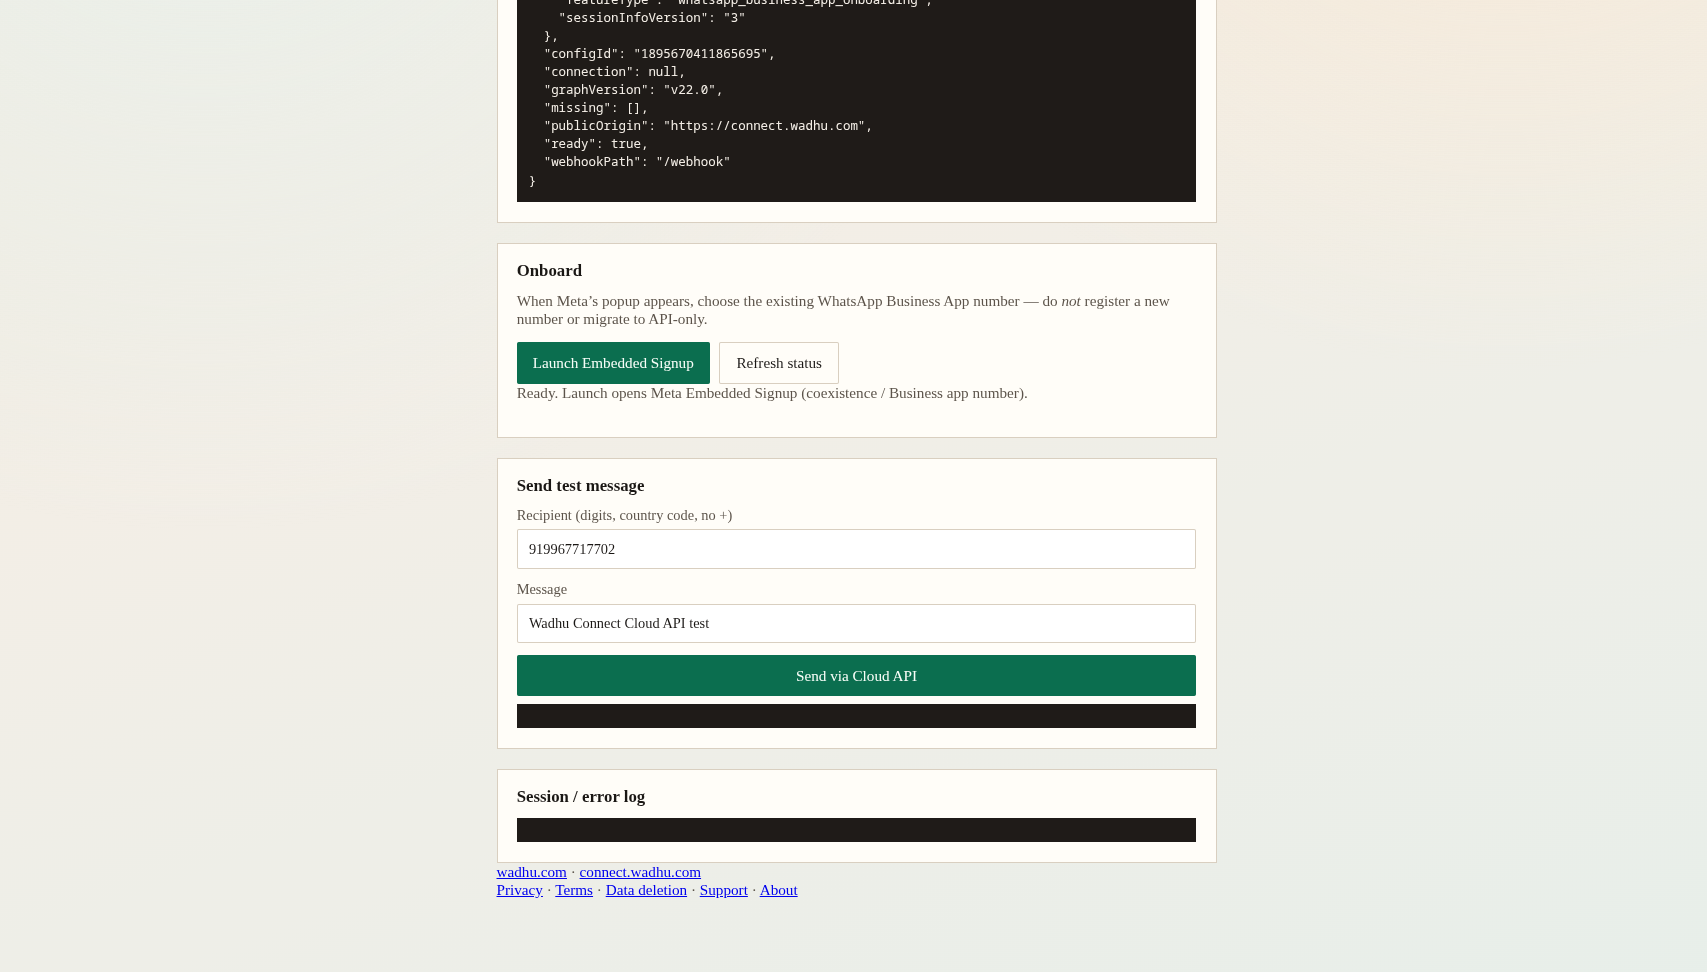 "featureType": "whatsapp_business_app_onboarding",
"sessionInfoVersion": "3"
},
"configId": "1895670411865695",
"connection": null,
"graphVersion": "v22.0",
"missing": [],
"publicOrigin": "https://connect.wadhu.com",
"ready": true,
"webhookPath": "/webhook"
}
Onboard
When Meta’s popup appears, choose the existing WhatsApp Business App number — do not register a new
number or migrate to API-only.
Launch Embedded Signup Refresh status
Ready. Launch opens Meta Embedded Signup (coexistence / Business app number).
Send test message
Recipient (digits, country code, no +)
919967717702
Message
Wadhu Connect Cloud API test
Send via Cloud API
Session / error log
wadhu.com · connect.wadhu.com
Privacy · Terms · Data deletion · Support · About